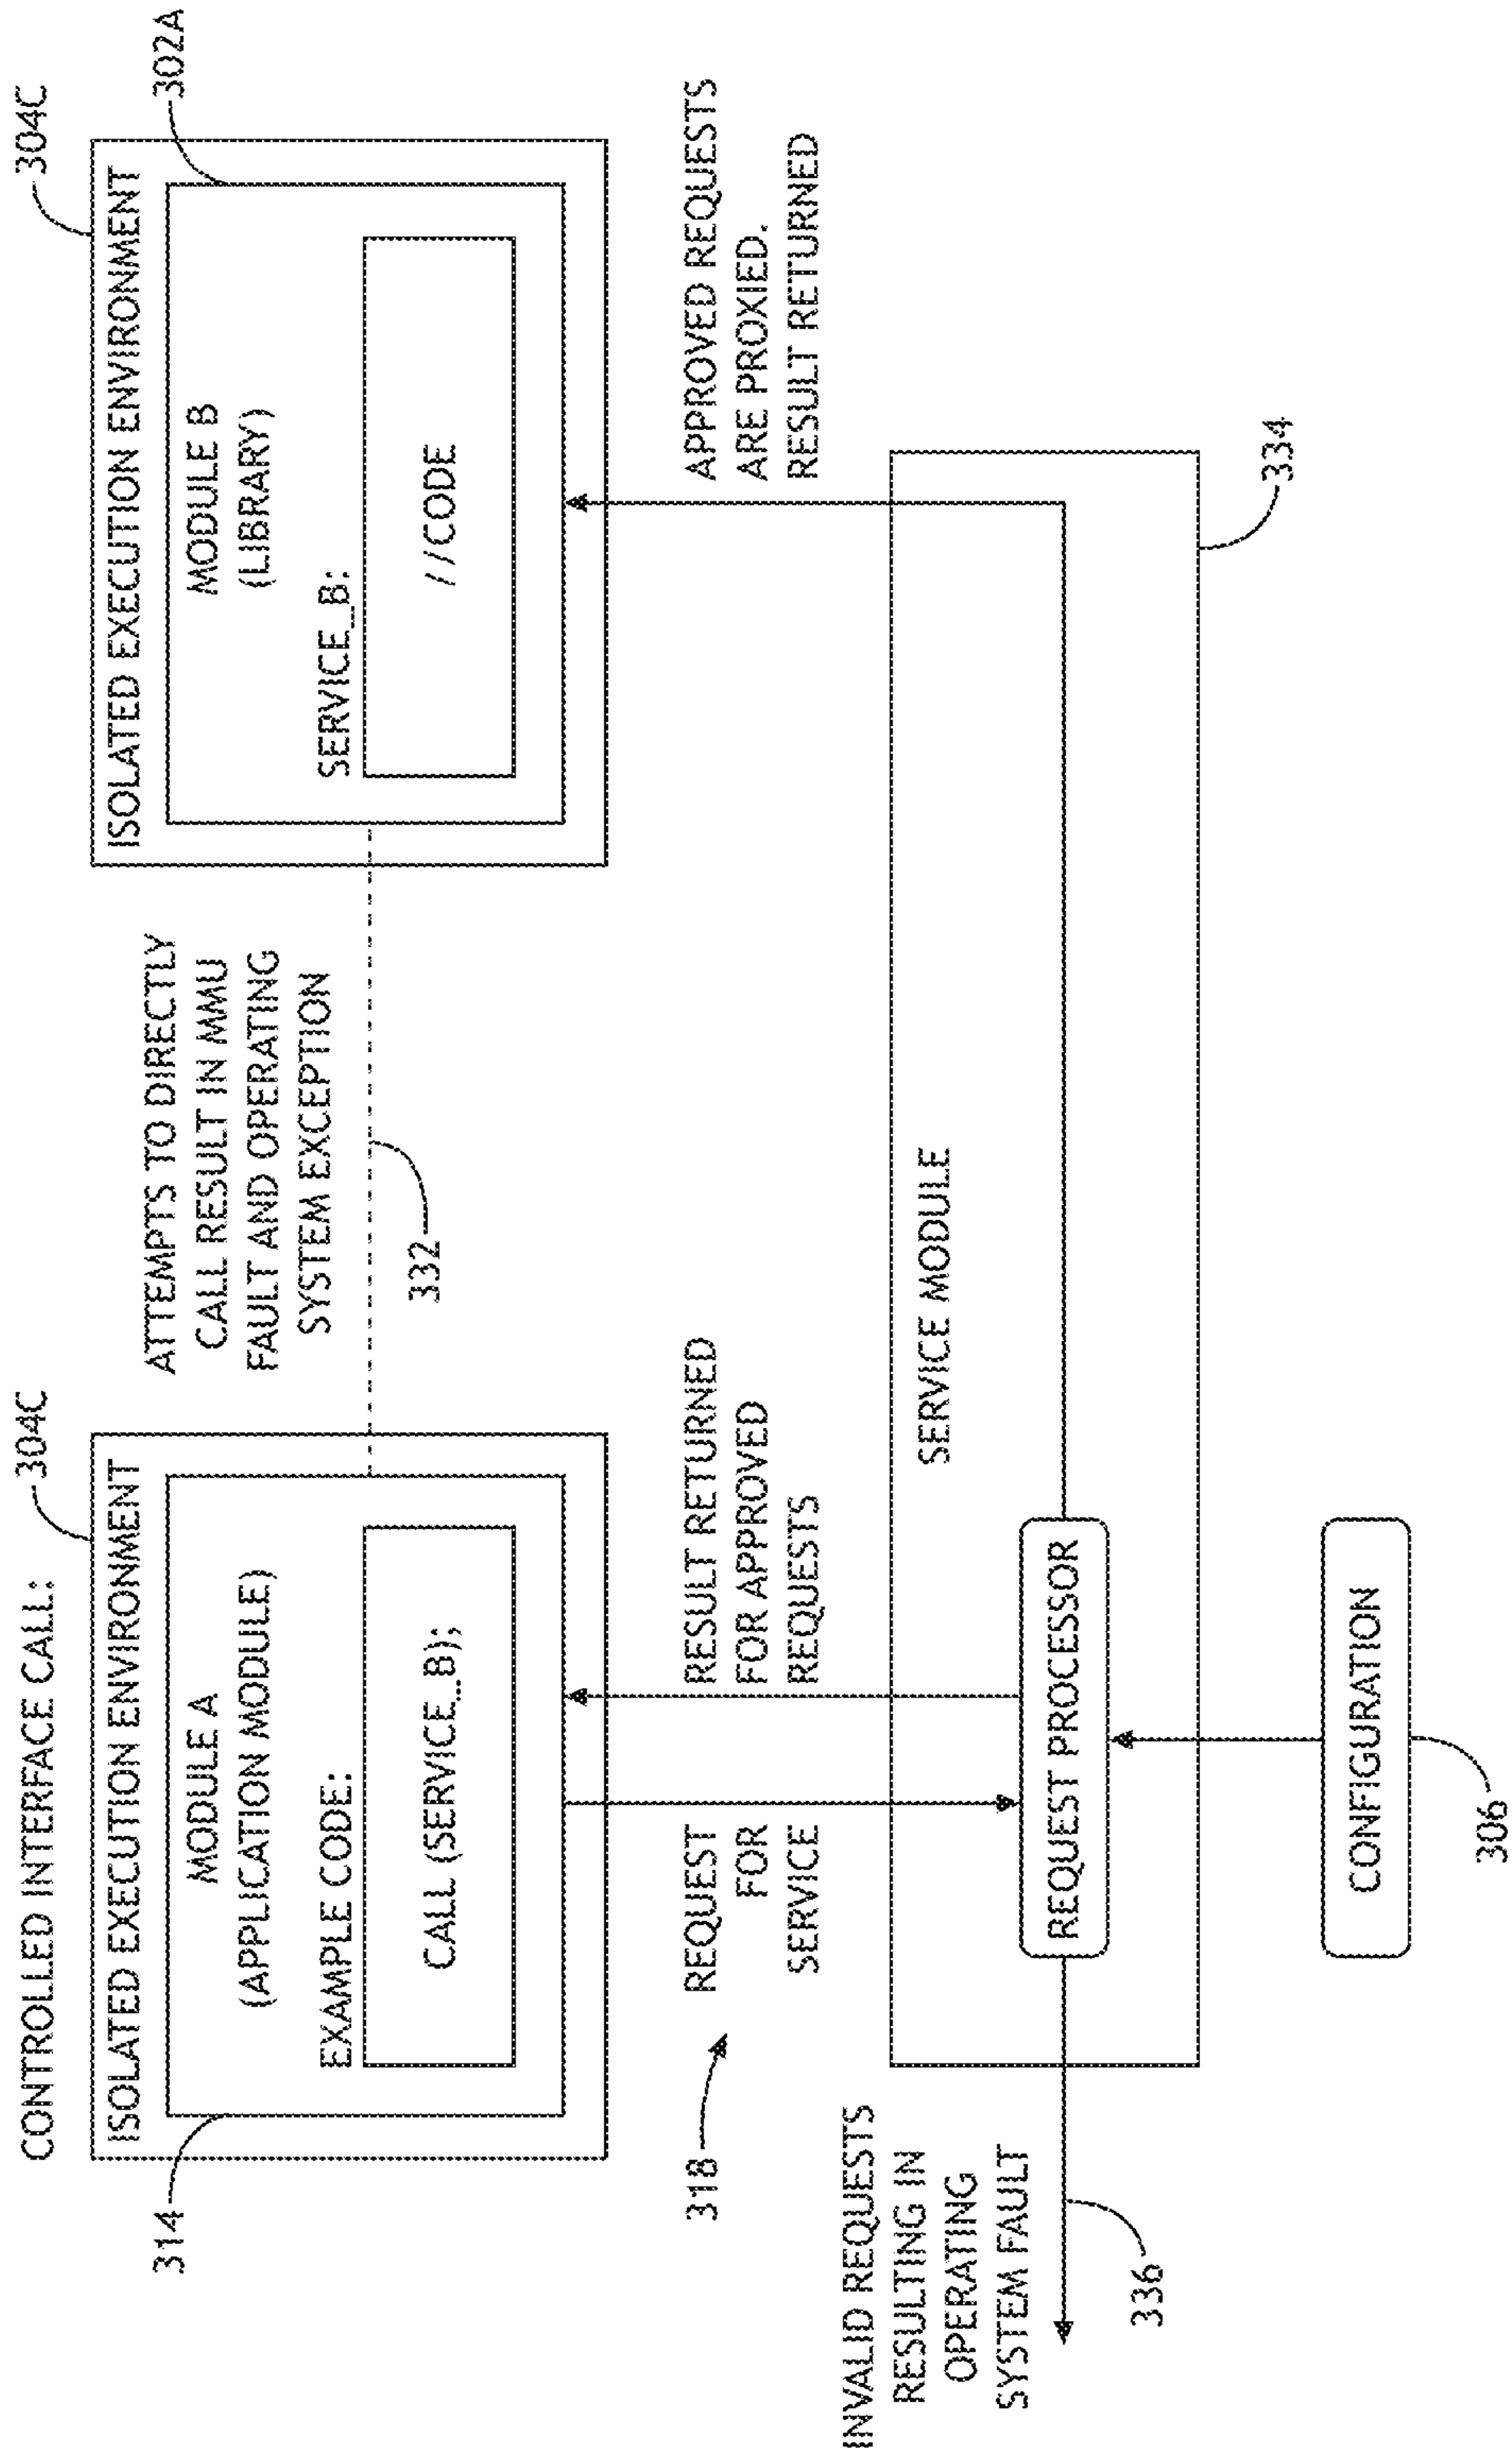 CONTROLLED INTERFACE CALL:
304C
ISOLATED EXECUTION ENVIRONMENT
314
MODULE A
(APPLICATION MODULE)
EXAMPLE CODE:
CALL (SERVICE_B);
ATTEMPTS TO DIRECTLY
CALL RESULT IN MMU
FAULT AND OPERATING
SYSTEM EXCEPTION
332
304C
ISOLATED EXECUTION ENVIRONMENT
302A
MODULE B
(LIBRARY)
SERVICE_B:
//CODE
318
REQUEST
FOR
SERVICE
RESULT RETURNED
FOR APPROVED
REQUESTS
APPROVED REQUESTS
ARE PROXIED.
RESULT RETURNED
INVALID REQUESTS
RESULTING IN
OPERATING
SYSTEM FAULT
336
SERVICE MODULE
REQUEST PROCESSOR
334
CONFIGURATION
306